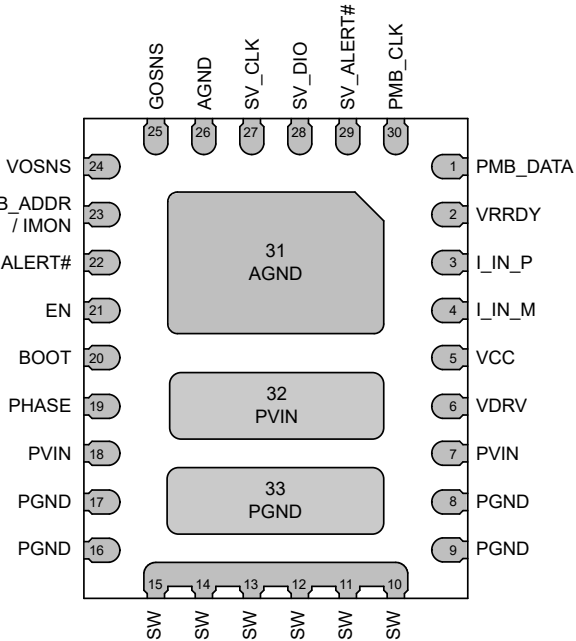 GOSNS
AGND
SV_CLK
SV_DIO
SV_ALERT#
PMB_CLK
25
26
27
28
29
30
VOSNS 24
B_ADDR
/ IMON
23
ALERT# 22
EN 21
BOOT 20
PHASE 19
PVIN 18
PGND 17
PGND 16
1 PMB_DATA
2 VRRDY
3 I_IN_P
4 I_IN_M
5 VCC
6 VDRV
7 PVIN
8 PGND
9 PGND
31
AGND
32
PVIN
33
PGND
15
14
13
12
11
10
SW
SW
SW
SW
SW
SW